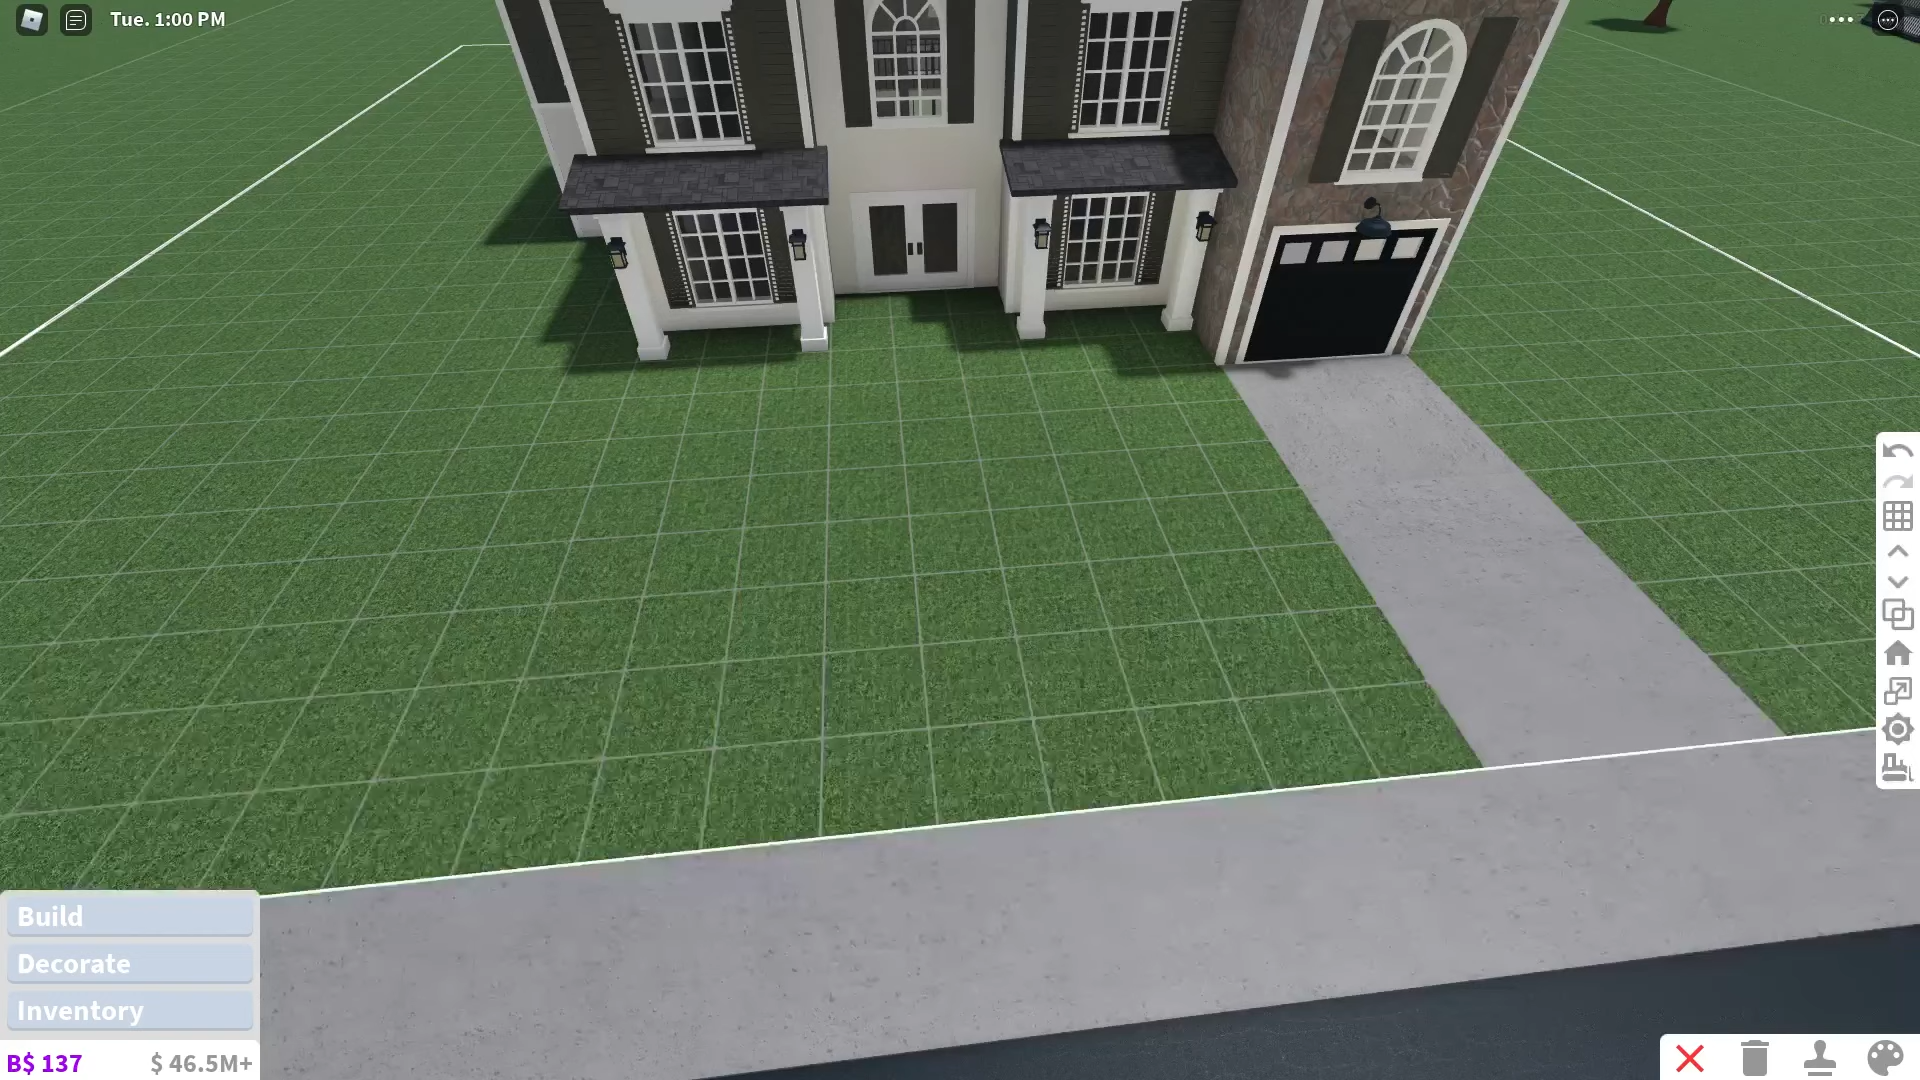 Tue. 1:00 PM
Build
Decorate
Inventory
B$ 137 $ 46.5M+